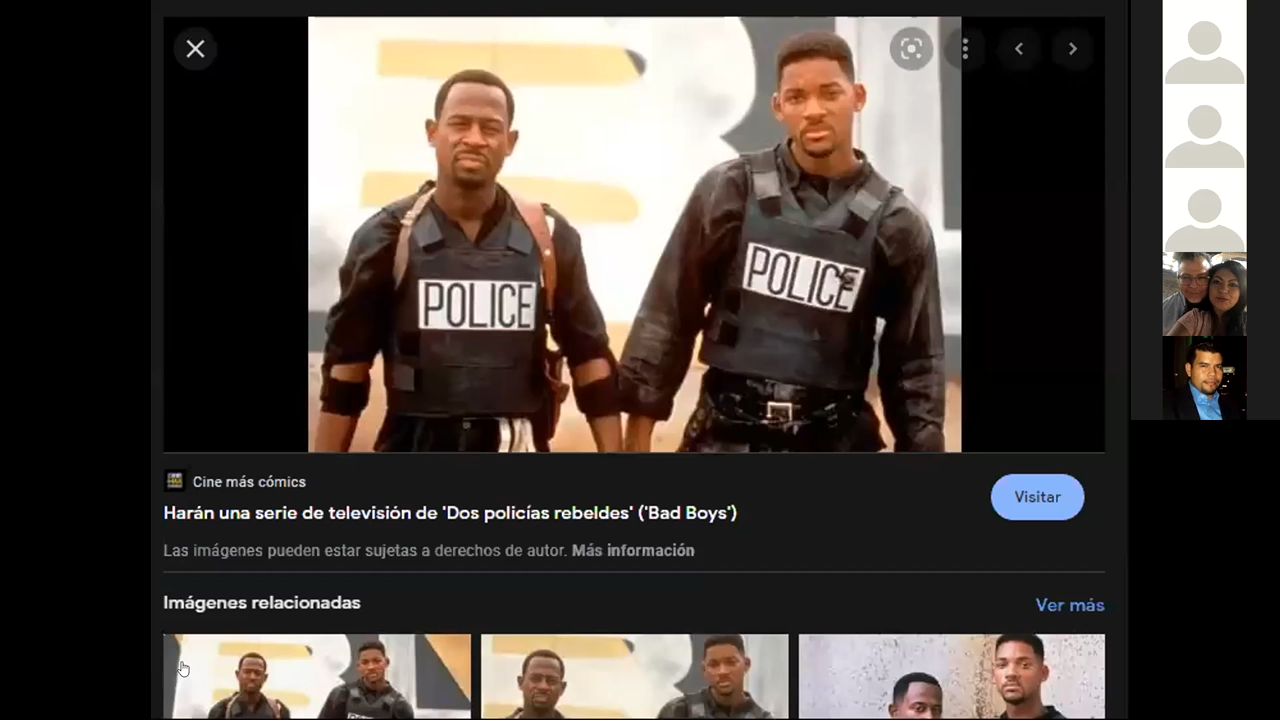 POLICE
POLICE
Cine más cómics
Harán una serie de televisión de 'Dos policías rebeldes' ('Bad Boys')
Visitar
Las imágenes pueden estar sujetas a derechos de autor. Más información
Imágenes relacionadas
Ver más